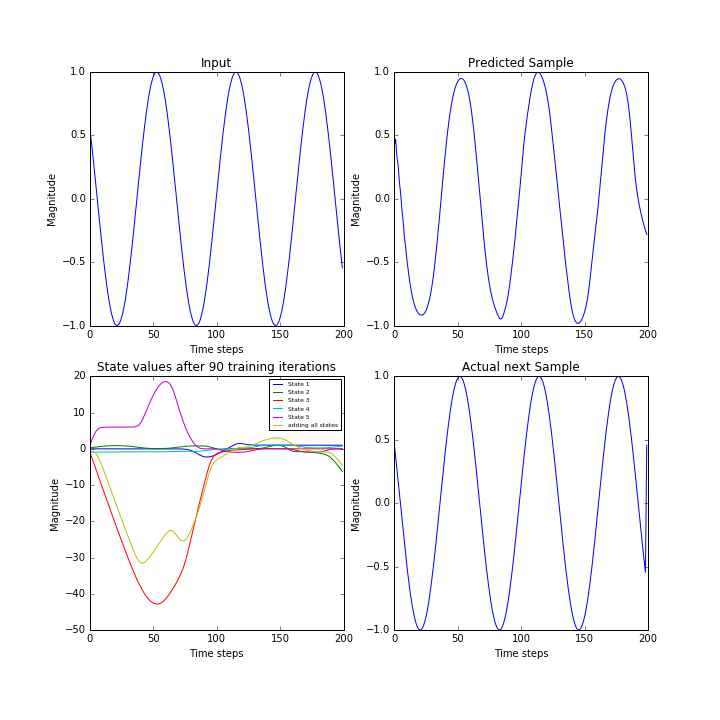 Input
1.0
0.5
0.0
−0.5
−1.0
Magnitude
0 50 100 150 200
Time steps
Predicted Sample
1.0
0.5
0.0
−0.5
−1.0
Magnitude
0 50 100 150 200
Time steps
State values after 90 training iterations
20
10
0
−10
−20
−30
−40
−50
Magnitude
State 1
State 2
State 3
State 4
State 5
adding all states
0 50 100 150 200
Time steps
Actual next Sample
1.0
0.5
0.0
−0.5
−1.0
Magnitude
0 50 100 150 200
Time steps